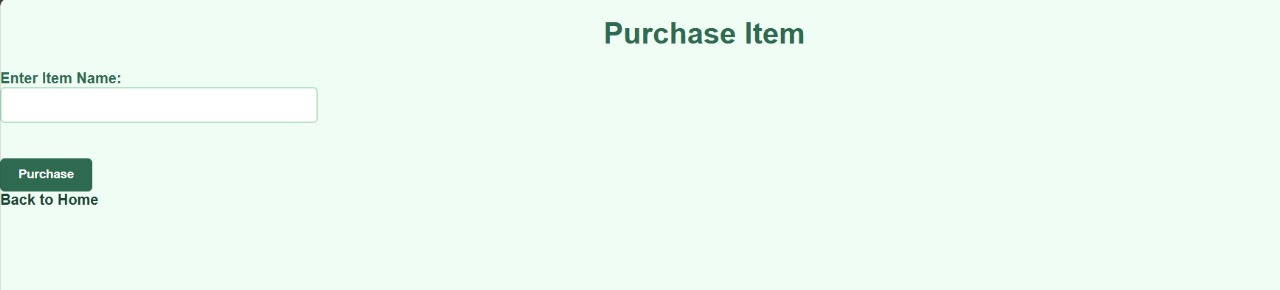 Purchase Item
Enter Item Name:
Purchase
Back to Home